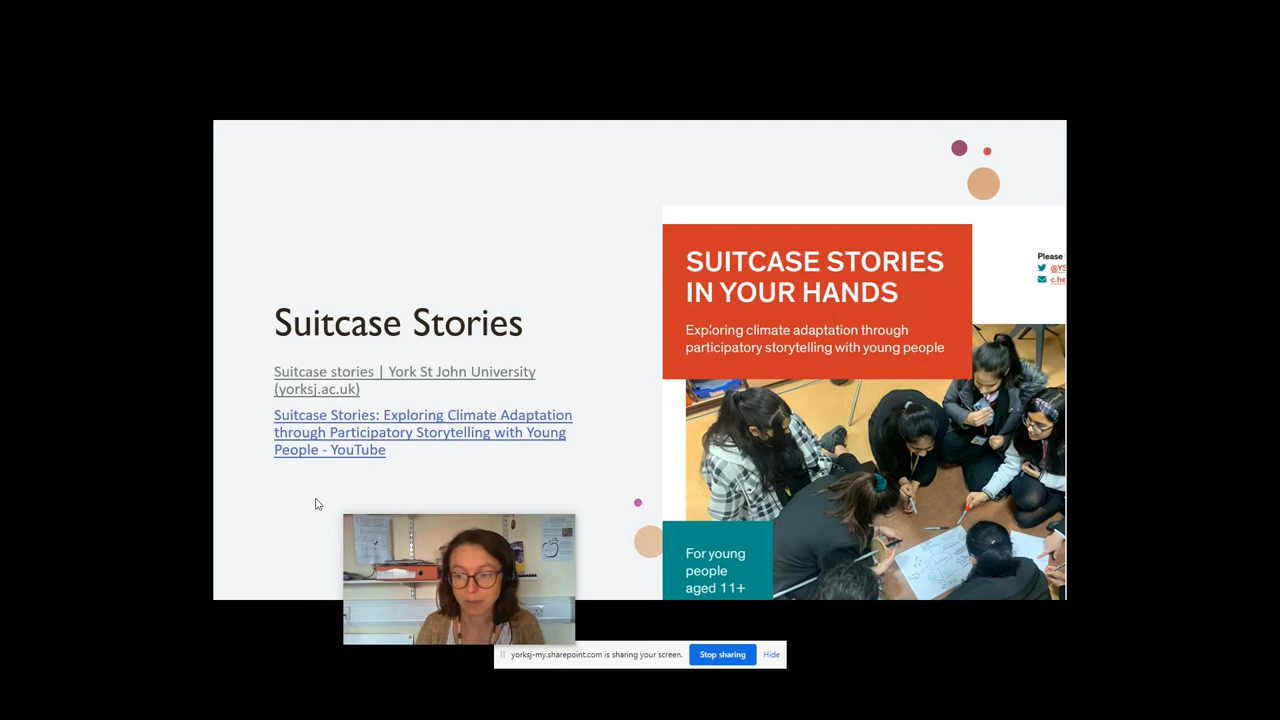 Suitcase Stories
Suitcase stories | York St John University
(yorksj.ac.uk)
Suitcase Stories: Exploring Climate Adaptation
through Participatory Storytelling with Young
People - YouTube
SUITCASE STORIES
IN YOUR HANDS
Exploring climate adaptation through
participatory storytelling with young people
Please
@YS
c.he
For young
people
aged 11+
yorksj-my.sharepoint.com is sharing your screen.
Stop sharing
Hide